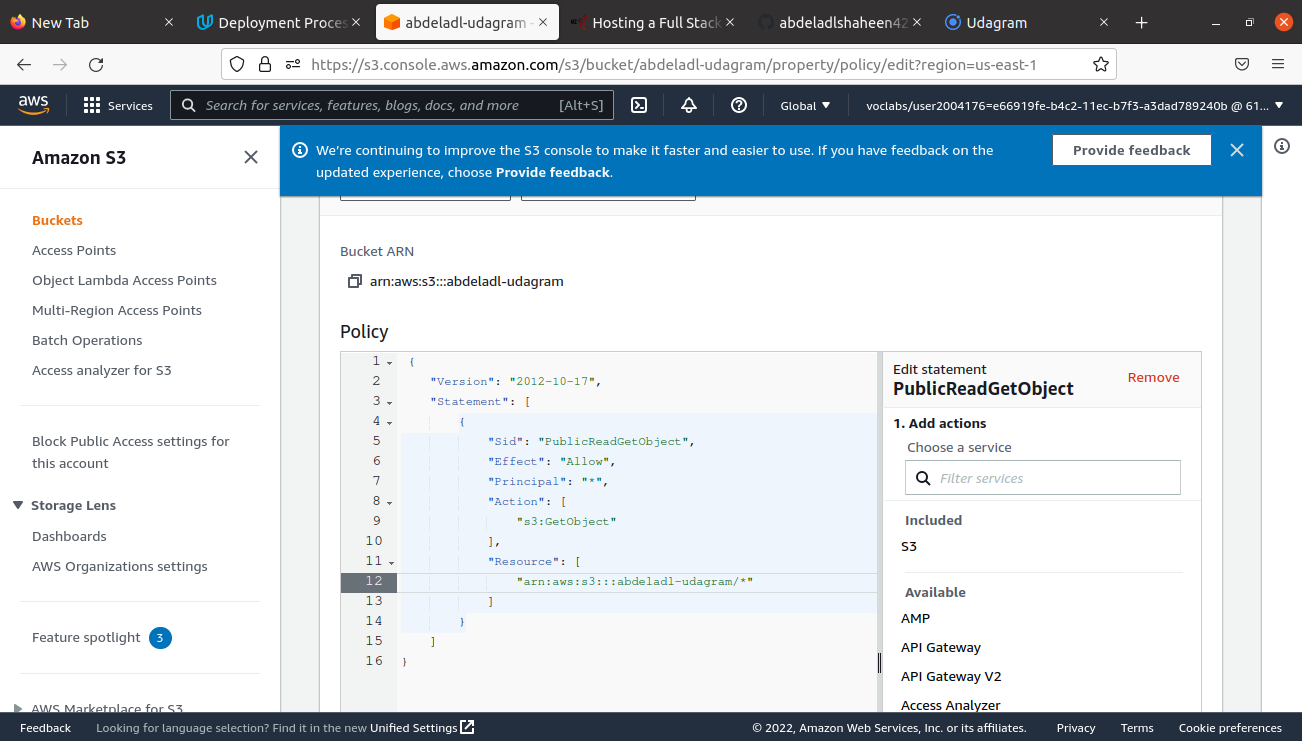 New Tab
Deployment Proces
abdeladl-udagram -
Hosting a Full Stack
abdeladlshaheen42
Udagram
https://s3.console.aws.amazon.com/s3/bucket/abdeladl-udagram/property/policy/edit?region=us-east-1
aws
Services
Search for services, features, blogs, docs, and more
[Alt+S]
Global
voclabs/user2004176=e66919fe-b4c2-11ec-b7f3-a3dad789240b @ 61...
Amazon S3
Buckets
Access Points
Object Lambda Access Points
Multi-Region Access Points
Batch Operations
Access analyzer for S3
Block Public Access settings for
this account
Storage Lens
Dashboards
AWS Organizations settings
Feature spotlight 3
AWS Marketplace for S3
We're continuing to improve the S3 console to make it faster and easier to use. If you have feedback on the
updated experience, choose Provide feedback.
Provide feedback
Bucket ARN
arn:aws:s3:::abdeladl-udagram
Policy
1 {
2 "Version": "2012-10-17",
3 "Statement": [
4 {
5 "Sid": "PublicReadGetObject",
6 "Effect": "Allow",
7 "Principal": "*",
8 "Action": [
9 "s3:GetObject"
10 ],
11 "Resource": [
12 "arn:aws:s3:::abdeladl-udagram/*"
13 ]
14 }
15 ]
16 }
Edit statement
PublicReadGetObject
Remove
1. Add actions
Choose a service
Filter services
Included
S3
Available
AMP
API Gateway
API Gateway V2
Access Analyzer
Feedback
Looking for language selection? Find it in the new Unified Settings
© 2022, Amazon Web Services, Inc. or its affiliates.
Privacy
Terms
Cookie preferences